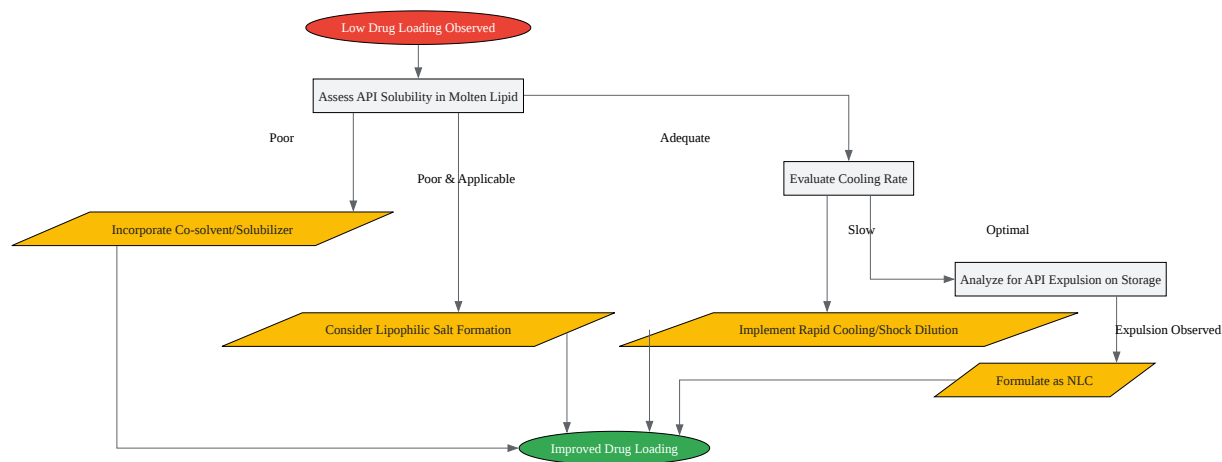 Low Drug Loading Observed
Assess API Solubility in Molten Lipid
Poor
Adequate
Poor & Applicable
Evaluate Cooling Rate
Incorporate Co-solvent/Solubilizer
Slow
Optimal
Analyze for API Expulsion on Storage
Consider Lipophilic Salt Formation
Implement Rapid Cooling/Shock Dilution
Expulsion Observed
Formulate as NLC
Improved Drug Loading